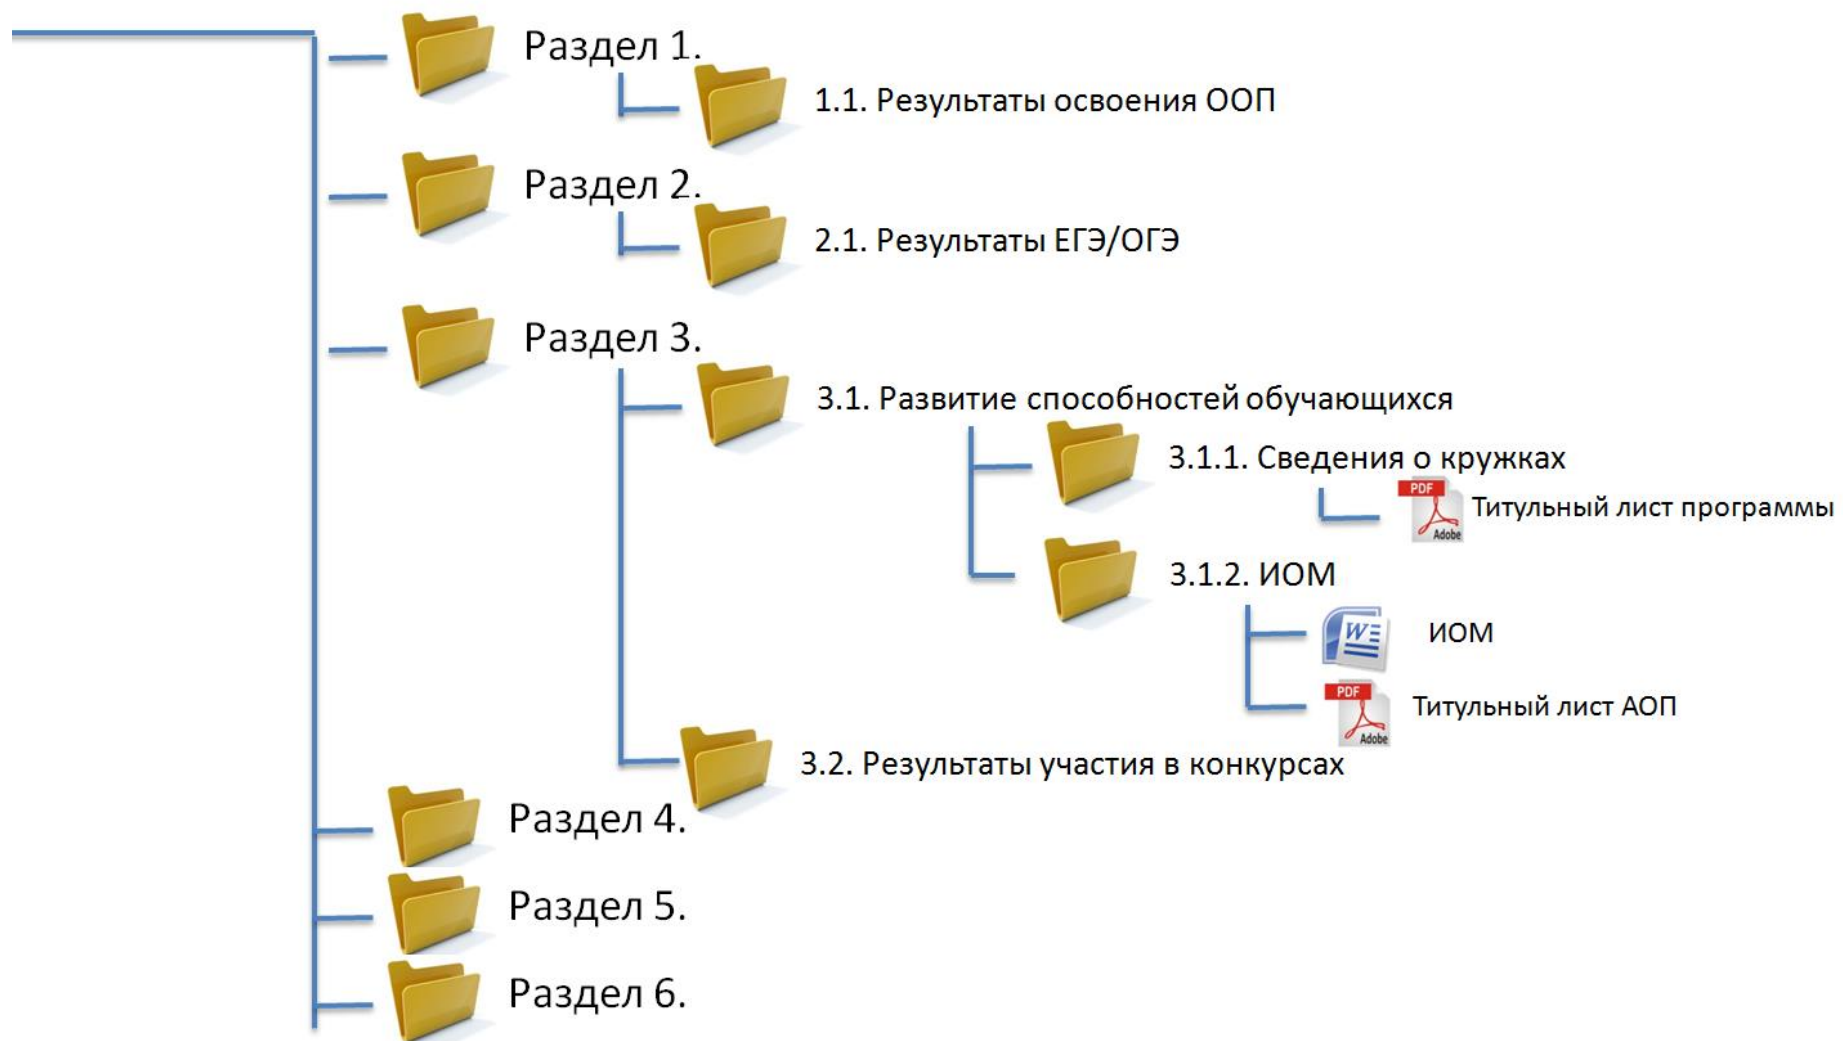 Раздел 1.
1.1. Результаты освоения ООП
Раздел 2.
2.1. Результаты ЕГЭ/ОГЭ
Раздел 3.
3.1. Развитие способностей обучающихся
3.1.1. Сведения о кружках
PDF
Adobe
Титульный лист программы
3.1.2. ИОМ
W
ИОМ
PDF
Adobe
Титульный лист АОП
3.2. Результаты участия в конкурсах
Раздел 4.
Раздел 5.
Раздел 6.